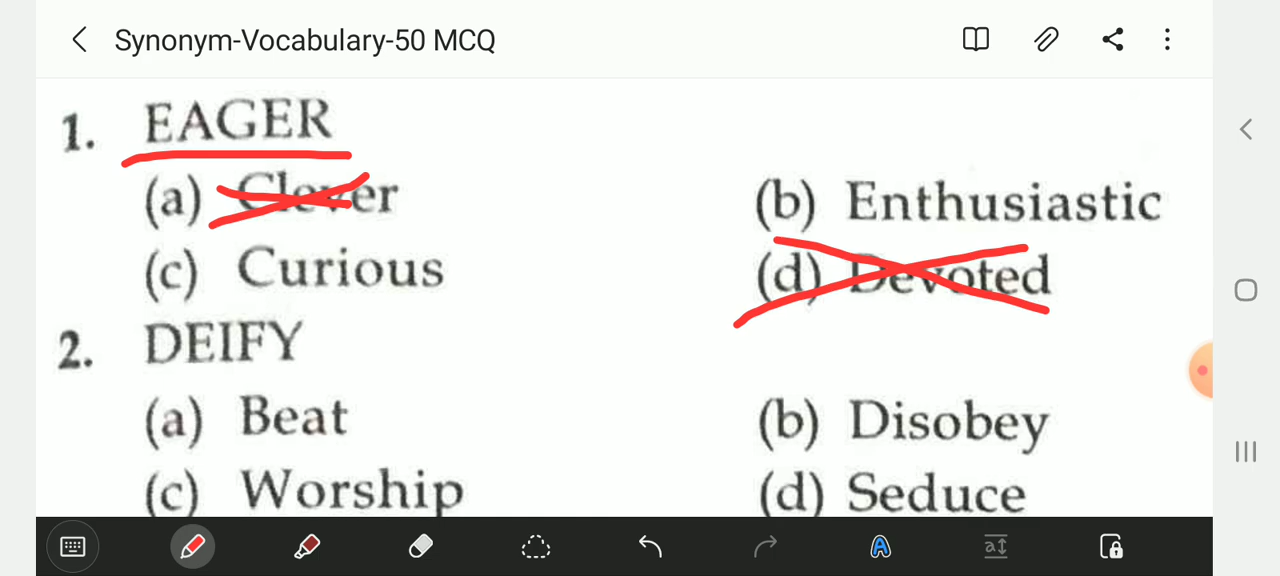 Synonym-Vocabulary-50 MCQ
1. EAGER
(a) Clever (b) Enthusiastic
(c) Curious (d) Devoted
2. DEIFY
(a) Beat (b) Disobey
(c) Worship (d) Seduce